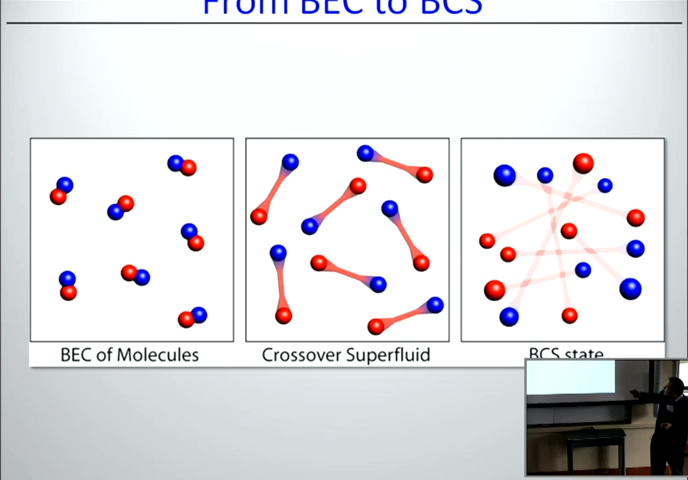 From BEC to BCS
BEC of Molecules
Crossover Superfluid
BCS state